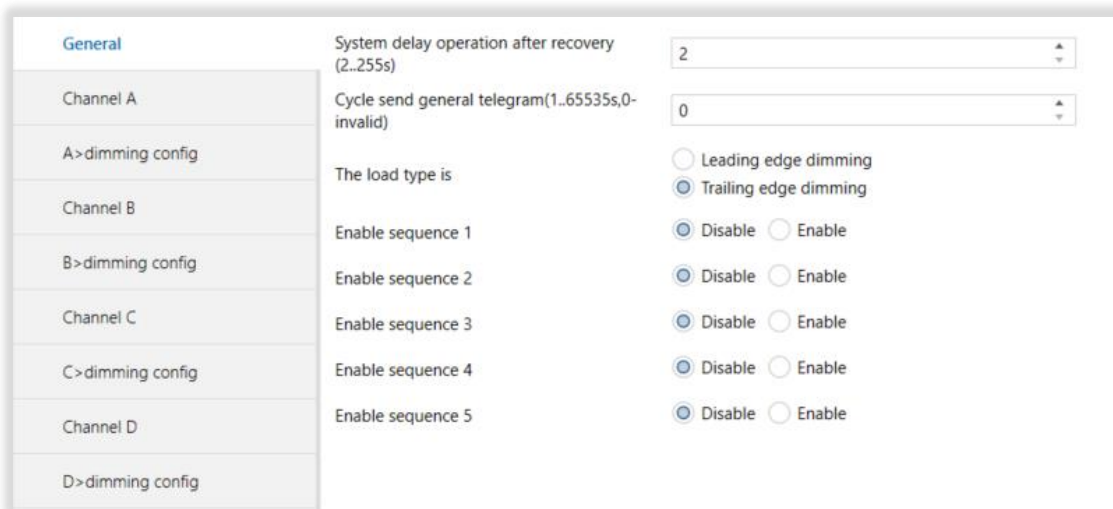 General
Channel A
A>dimming config
Channel B
B>dimming config
Channel C
C>dimming config
Channel D
D>dimming config
System delay operation after recovery
(2..255s)
2
Cycle send general telegram(1..65535s,0-
invalid)
0
The load type is
Leading edge dimming
Trailing edge dimming
Enable sequence 1
Disable Enable
Enable sequence 2
Disable Enable
Enable sequence 3
Disable Enable
Enable sequence 4
Disable Enable
Enable sequence 5
Disable Enable